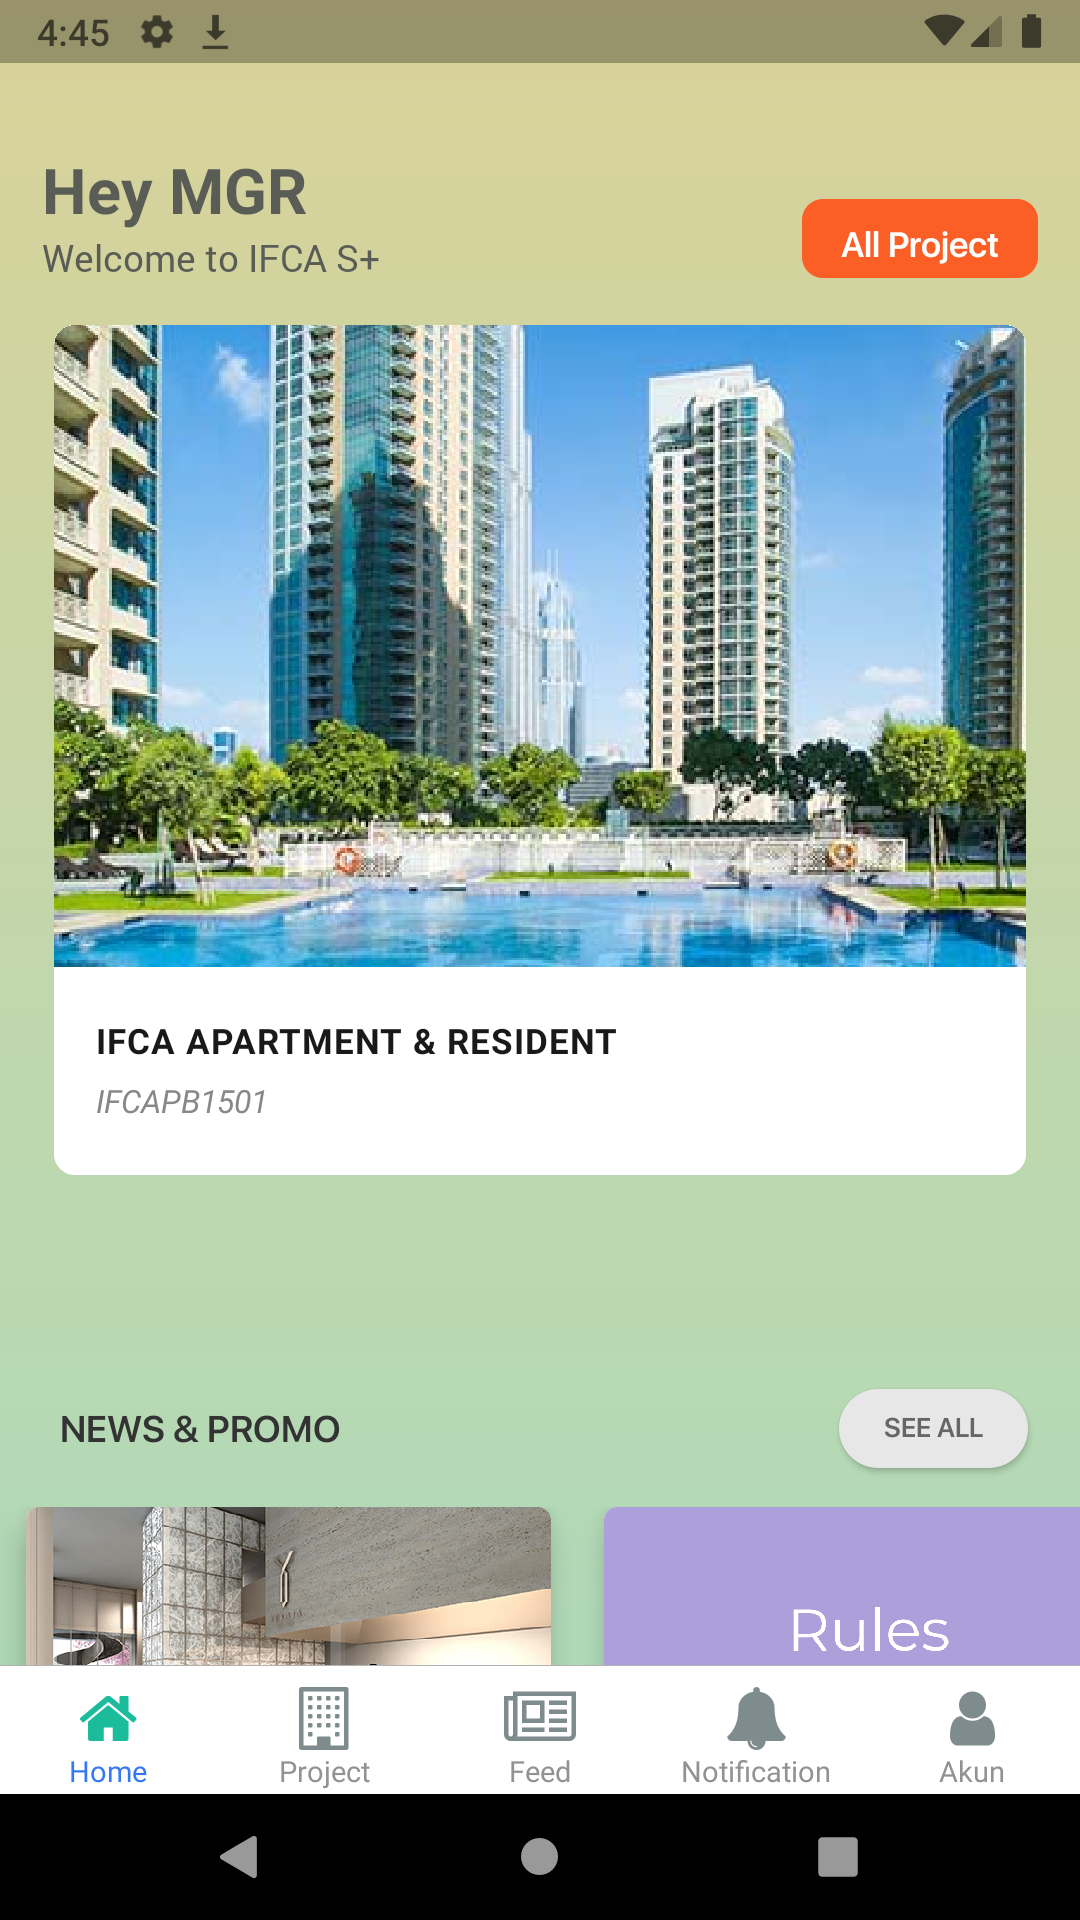 4:45
Hey MGR
Welcome to IFCA S+
All Project
IFCA APARTMENT & RESIDENT
IFCAPB1501
NEWS & PROMO
SEE ALL
Rules
Home
Project
Feed
Notification
Akun